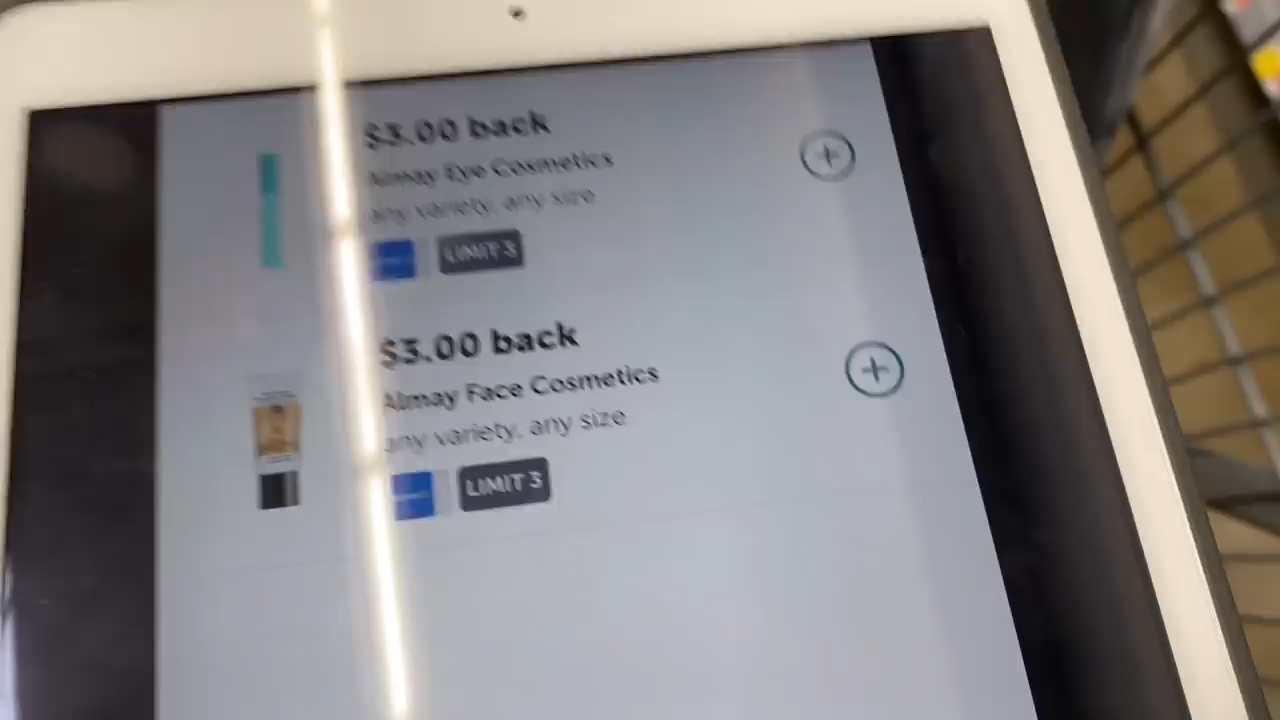 $3.00 back
Almay Eye Cosmetics
any variety, any size
LIMIT 3
$3.00 back
Almay Face Cosmetics
any variety, any size
LIMIT 3